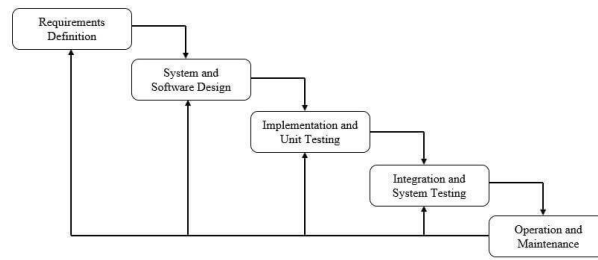 Requirements
Definition
System and
Software Design
Implementation and
Unit Testing
Integration and
System Testing
Operation and
Maintenance